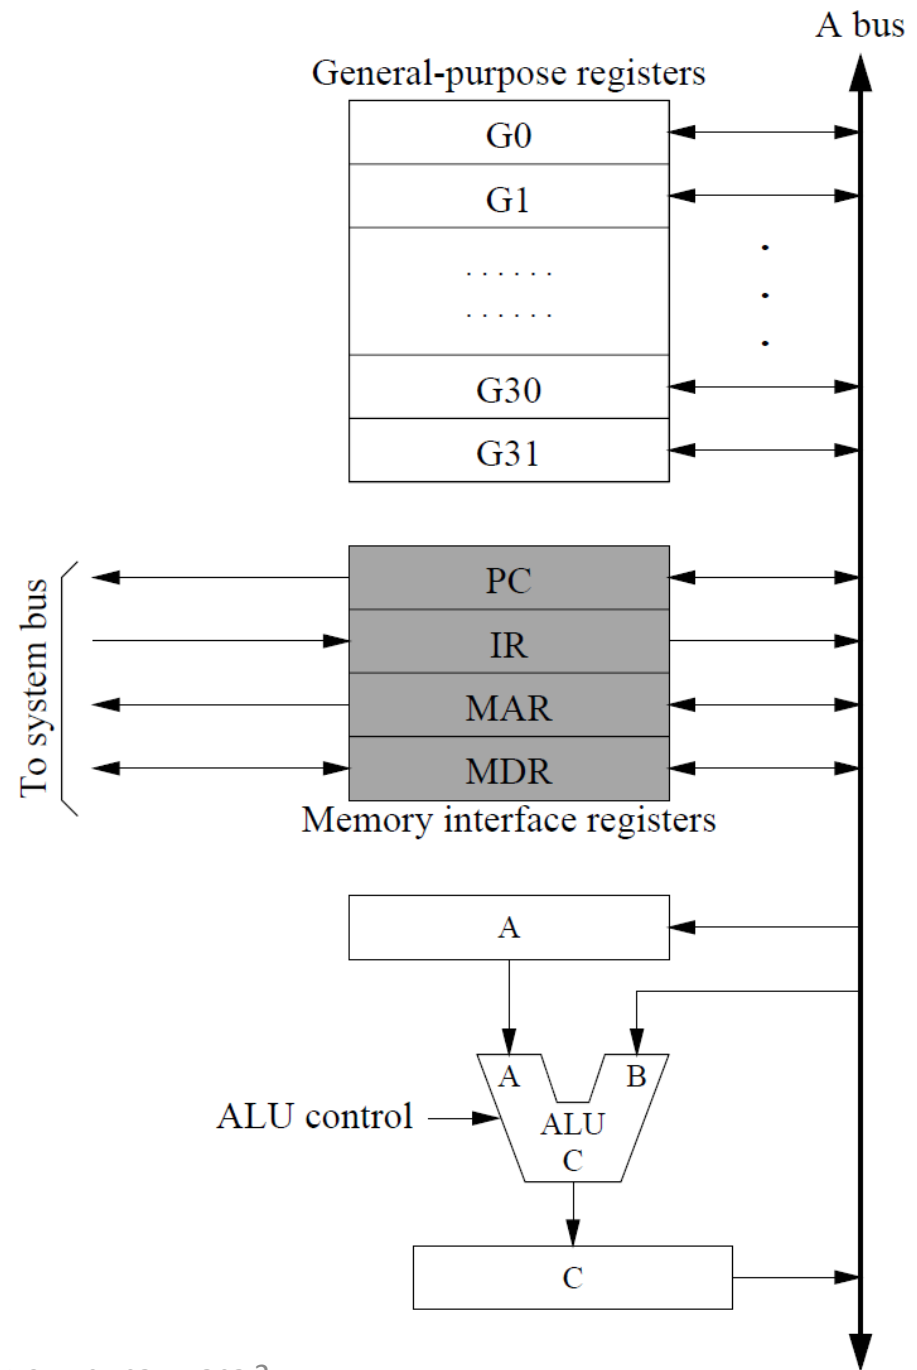 A bus
General-purpose registers
G0
G1
. . . . . .
. . . . . .
G30
G31
To system bus
PC
IR
MAR
MDR
Memory interface registers
A
A
B
ALU control
ALU
C
C